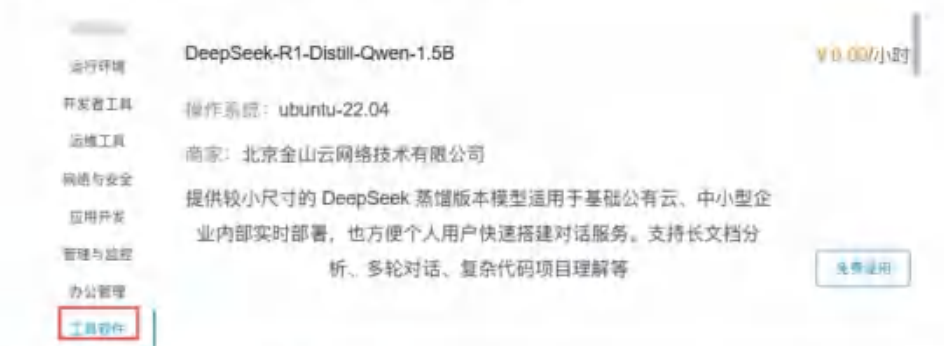 运行环境
开发者工具
运维工具
网络与安全
应用开发
管理与监控
办公管理
工具软件
DeepSeek-R1-Distill-Qwen-1.5B
¥0.00/小时
操作系统：ubuntu-22.04
商家：北京金山云网络技术有限公司
提供较小尺寸的 DeepSeek 蒸馏版本模型适用于基础公有云、中小型企
业内部实时部署，也方便个人用户快速搭建对话服务。支持长文档分
析、多轮对话、复杂代码项目理解等
免费试用